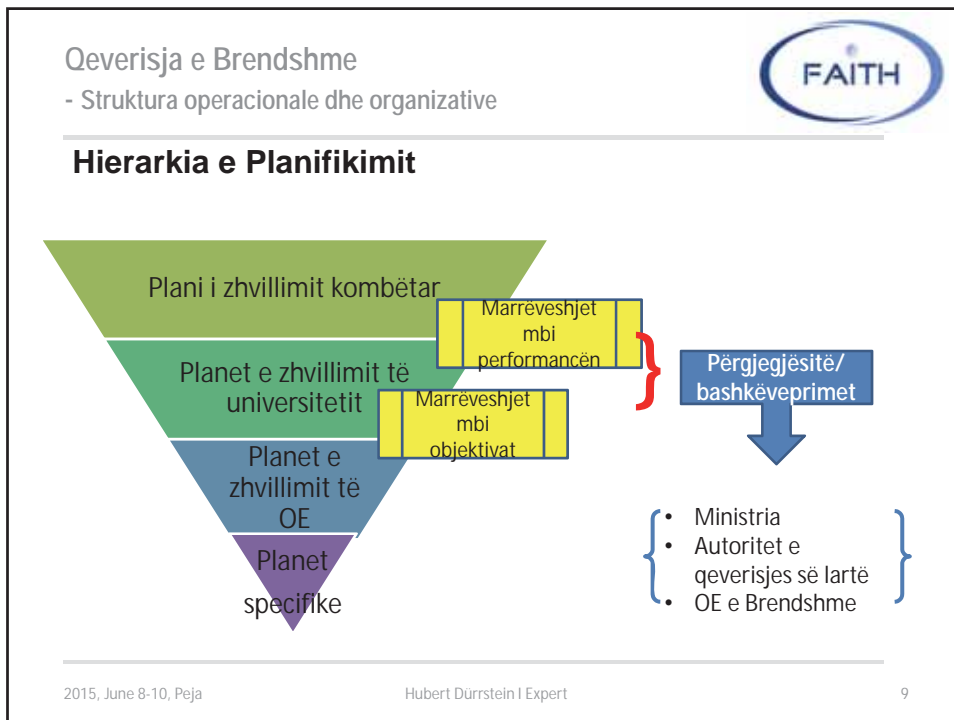 Qeverisja e Brendshme
- Struktura operacionale dhe organizative
FAITH
Hierarkia e Planifikimit
Plani i zhvillimit kombëtar
Marrëveshjet
mbi
performancën
Planet e zhvillimit të
universitetit
Marrëveshjet
mbi
objektivat
Planet e
zhvillimit të
OE
Planet
specifike
}
Përgjegjësitë/
bashkëveprimet
• Ministria
• Autoritet e
qeverisjes së lartë
• OE e Brendshme
2015, June 8-10, Peja
Hubert Dürrstein I Expert
9